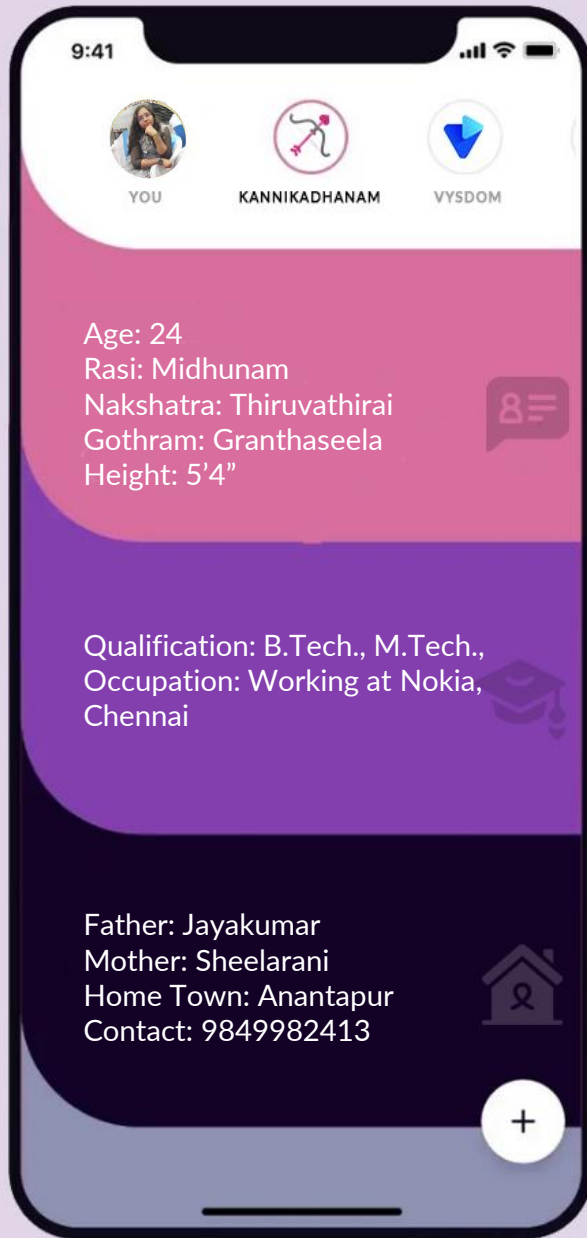 9:41
YOU
KANNIKADHANAM
VYSDOM
Age: 24
Rasi: Midhunam
Nakshatra: Thiruvathirai
Gothram: Granthaseela
Height: 5’4”
Qualification: B.Tech., M.Tech.,
Occupation: Working at Nokia,
Chennai
Father: Jayakumar
Mother: Sheelarani
Home Town: Anantapur
Contact: 9849982413
+